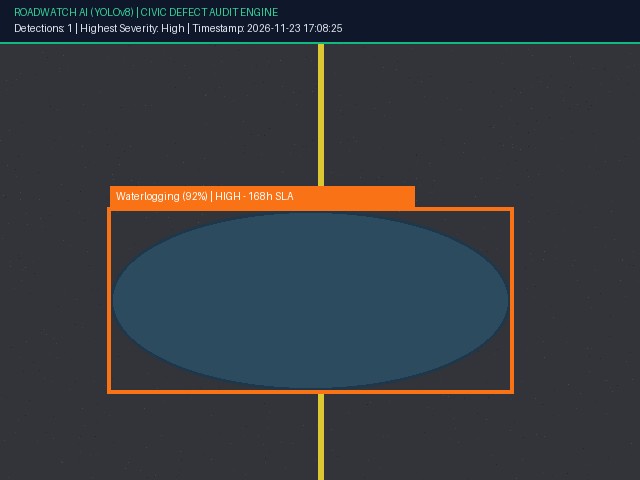 ROADWATCH AI (YOLOv8) | CIVIC DEFECT AUDIT ENGINE
Detections: 1 | Highest Severity: High | Timestamp: 2026-11-23 17:08:25
Waterlogging (92%) | HIGH - 168h SLA